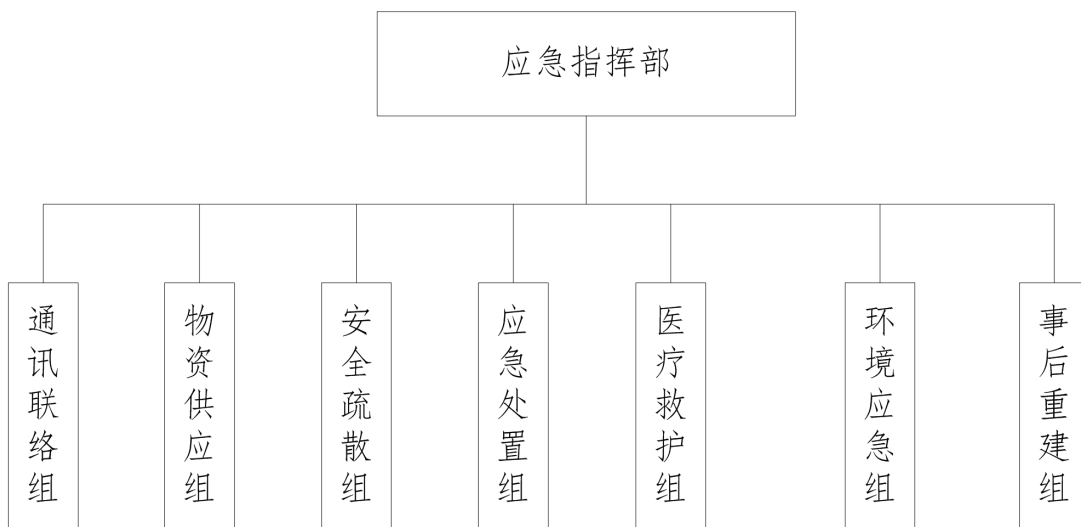 应急指挥部
通讯联络组
物资供应组
安全疏散组
应急处置组
医疗救护组
环境应急组
事后重建组